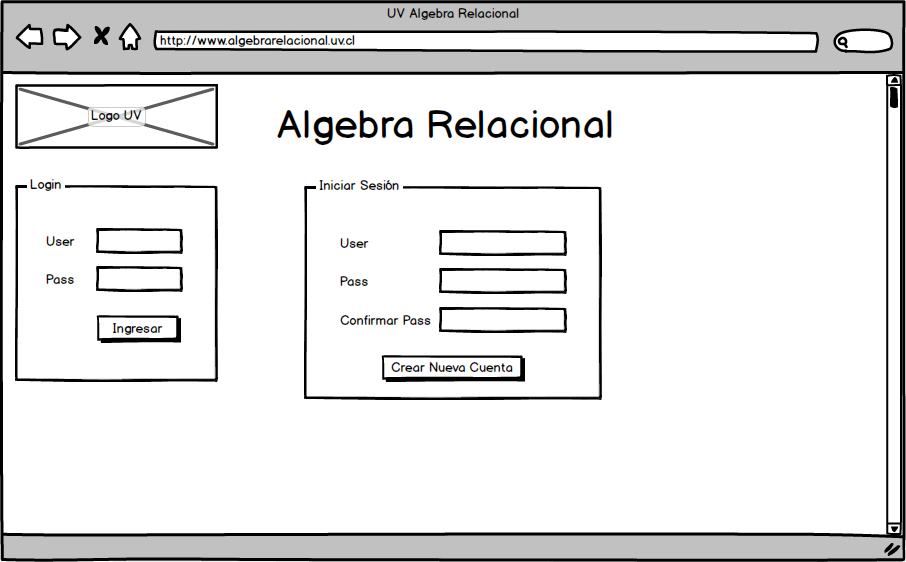 UV Algebra Relacional
http://www.algebrarelacional.uv.cl
Logo UV
Algebra Relacional
Login
User
Pass
Ingresar
Iniciar Sesión
User
Pass
Confirmar Pass
Crear Nueva Cuenta